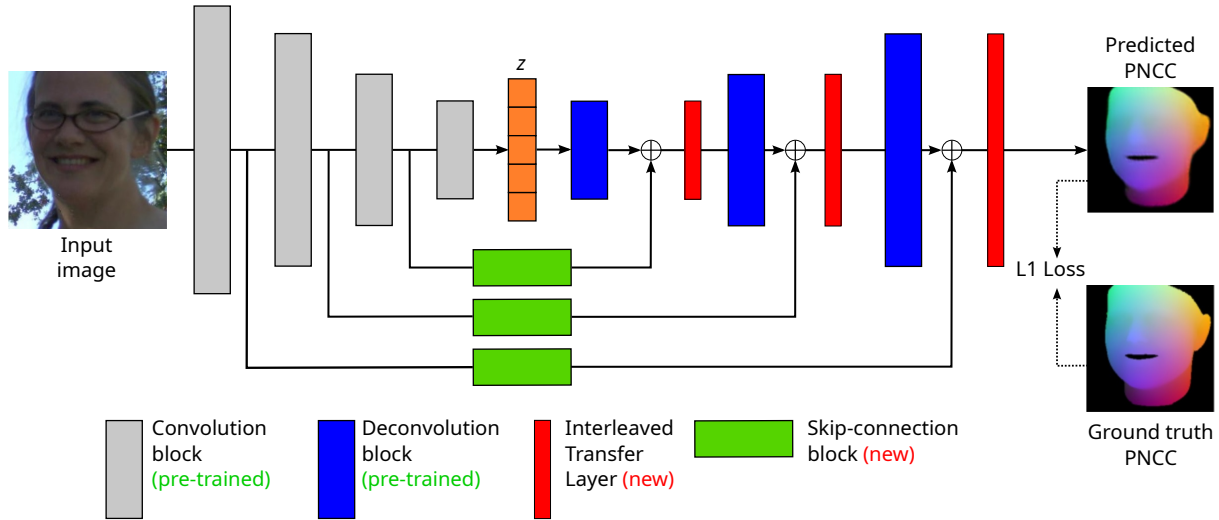 z
Predicted
PNCC
Input
image
L1 Loss
Ground truth
PNCC
Convolution
block
(pre-trained)
Deconvolution
block
(pre-trained)
Interleaved
Transfer
Layer (new)
Skip-connection
block (new)